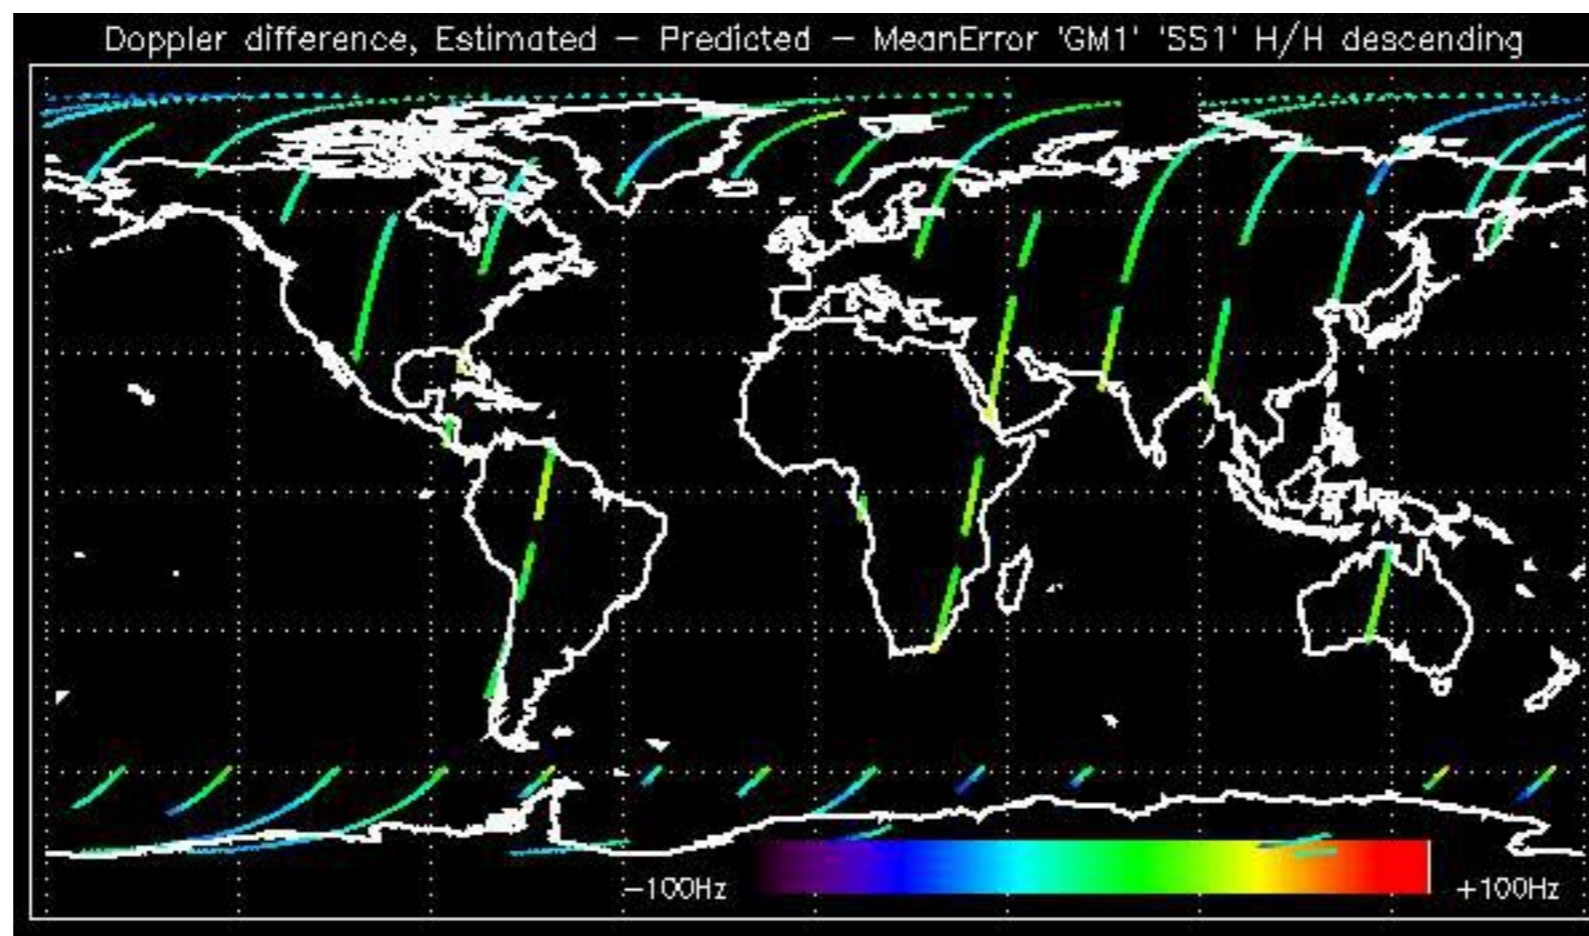 Doppler difference, Estimated — Predicted — MeanError 'GM1' 'SS1' H/H descending
—100Hz
+100Hz